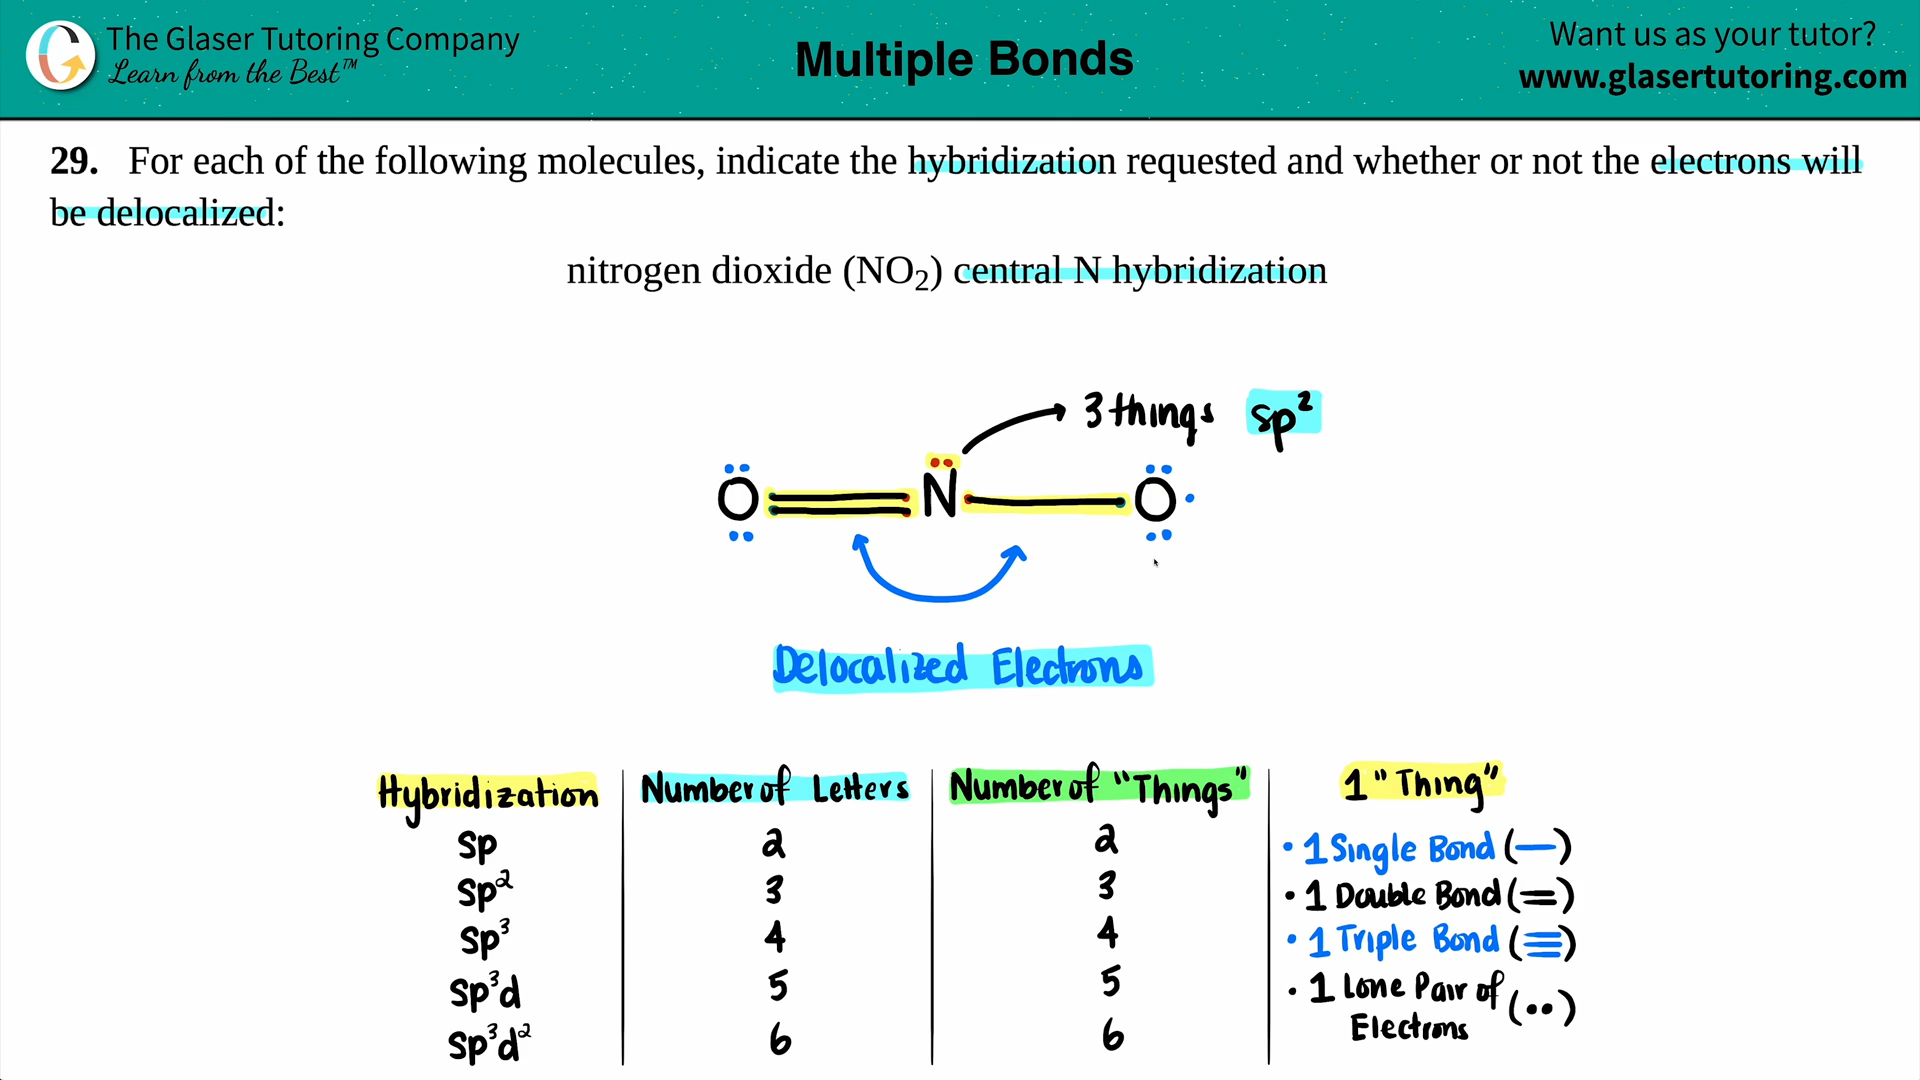 The Glaser Tutoring Company
Learn from the Best™
Multiple Bonds
Want us as your tutor?
www.glasertutoring.com
29. For each of the following molecules, indicate the hybridization requested and whether or not the electrons will
be delocalized:
nitrogen dioxide (NO₂) central N hybridization
3 things sp²
O N O
Delocalized Electrons
Hybridization Number of Letters Number of "Things" 1 "Thing"
sp 2 2 • 1 Single Bond (—)
sp² 3 3 • 1 Double Bond (=)
sp³ 4 4 • 1 Triple Bond (≡)
sp³d 5 5 • 1 Lone Pair of
Electrons (••)
sp³d² 6 6